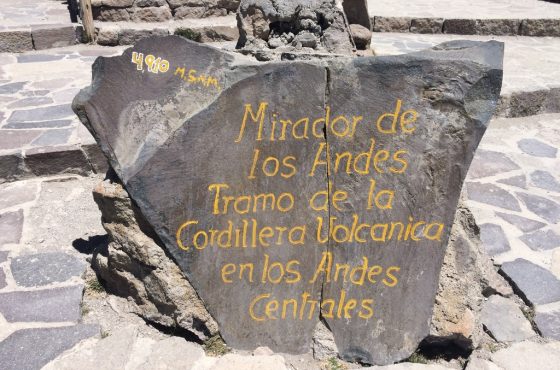 4910 M.S.N.M.
Mirador de
los Andes
Tramo de la
Cordillera Volcanica
en los Andes
Centrales